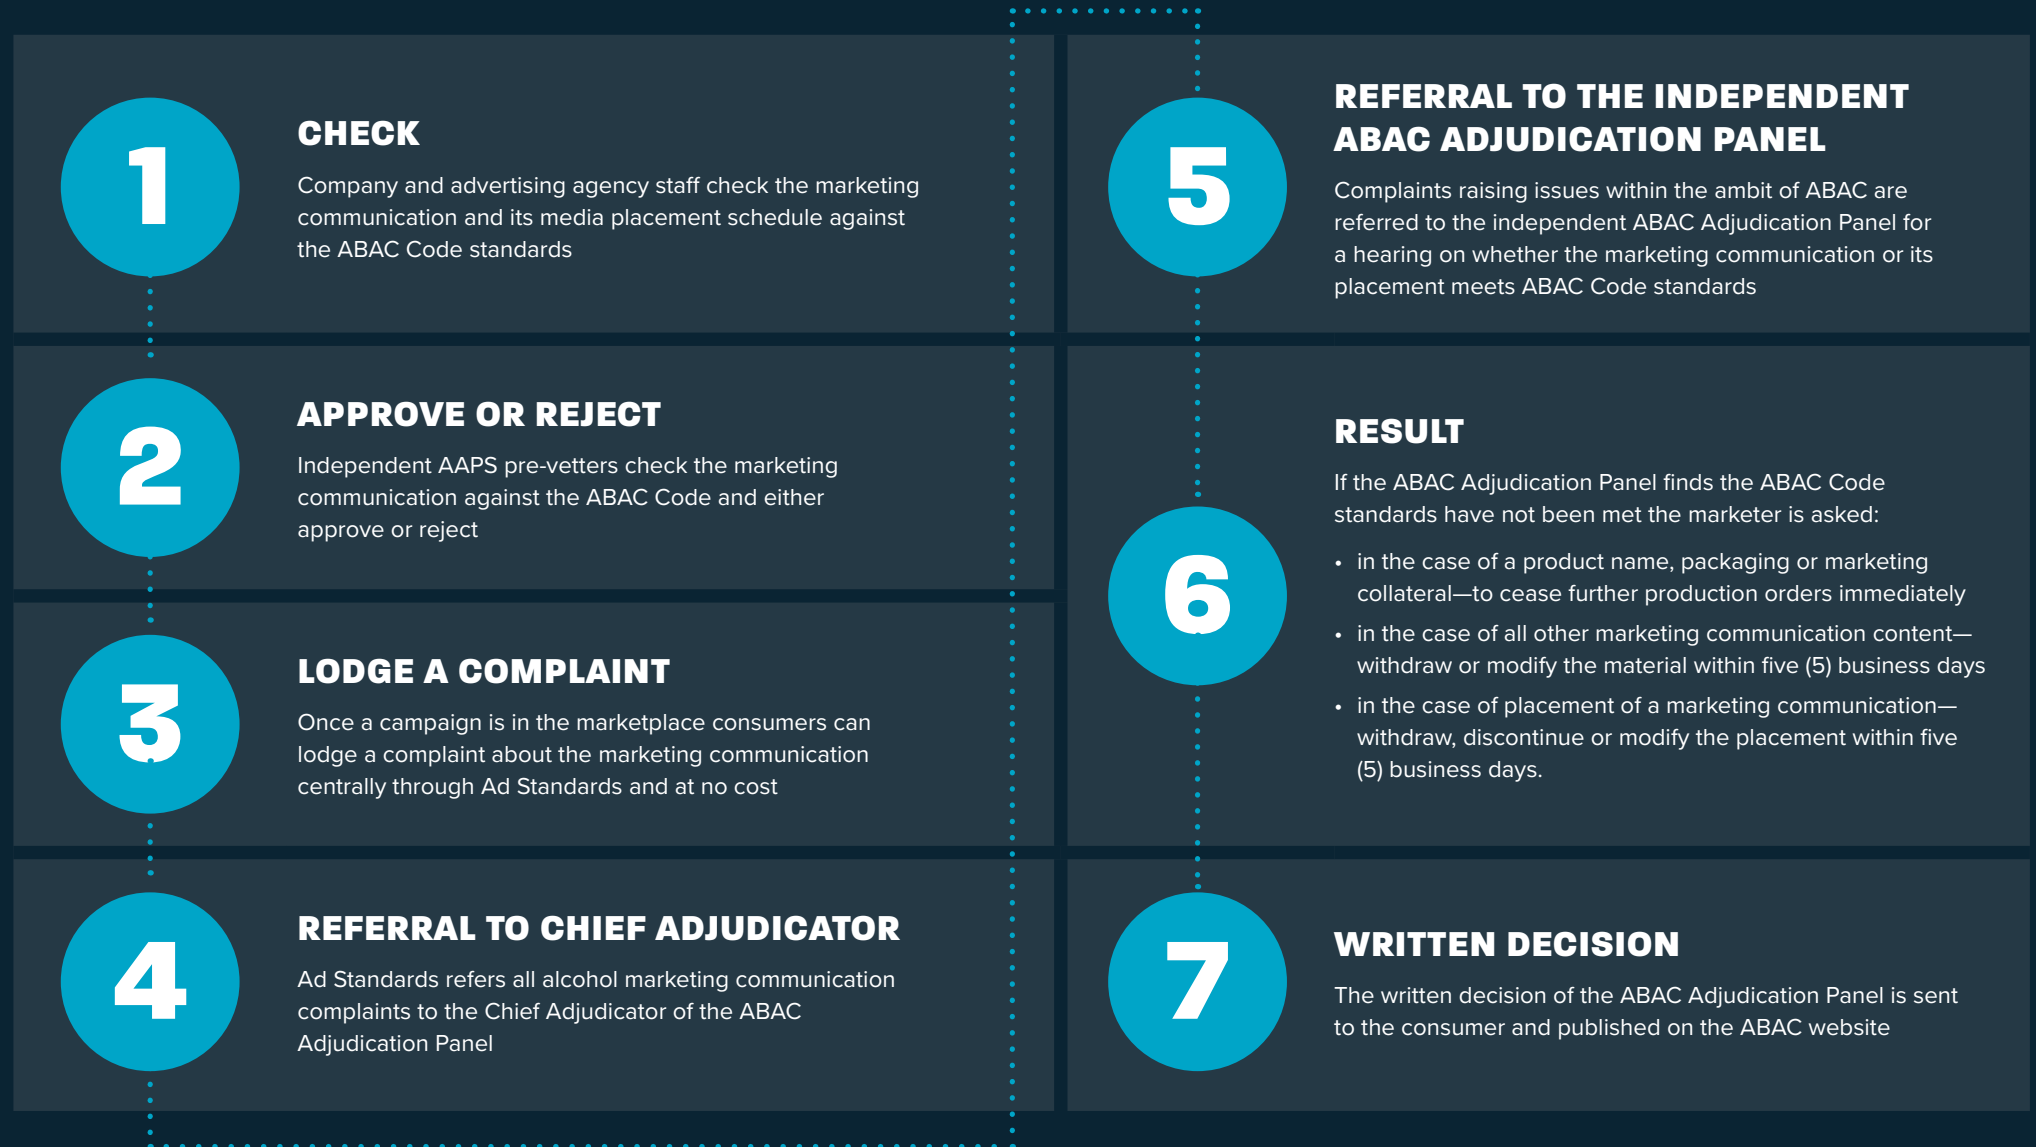 1
CHECK
Company and advertising agency staff check the marketing
communication and its media placement schedule against
the ABAC Code standards
2
APPROVE OR REJECT
Independent AAPS pre-vetters check the marketing
communication against the ABAC Code and either
approve or reject
3
LODGE A COMPLAINT
Once a campaign is in the marketplace consumers can
lodge a complaint about the marketing communication
centrally through Ad Standards and at no cost
4
REFERRAL TO CHIEF ADJUDICATOR
Ad Standards refers all alcohol marketing communication
complaints to the Chief Adjudicator of the ABAC
Adjudication Panel
5
REFERRAL TO THE INDEPENDENT
ABAC ADJUDICATION PANEL
Complaints raising issues within the ambit of ABAC are
referred to the independent ABAC Adjudication Panel for
a hearing on whether the marketing communication or its
placement meets ABAC Code standards
6
RESULT
If the ABAC Adjudication Panel finds the ABAC Code
standards have not been met the marketer is asked:
• in the case of a product name, packaging or marketing
collateral—to cease further production orders immediately
• in the case of all other marketing communication content—
withdraw or modify the material within five (5) business days
• in the case of placement of a marketing communication—
withdraw, discontinue or modify the placement within five
(5) business days.
7
WRITTEN DECISION
The written decision of the ABAC Adjudication Panel is sent
to the consumer and published on the ABAC website